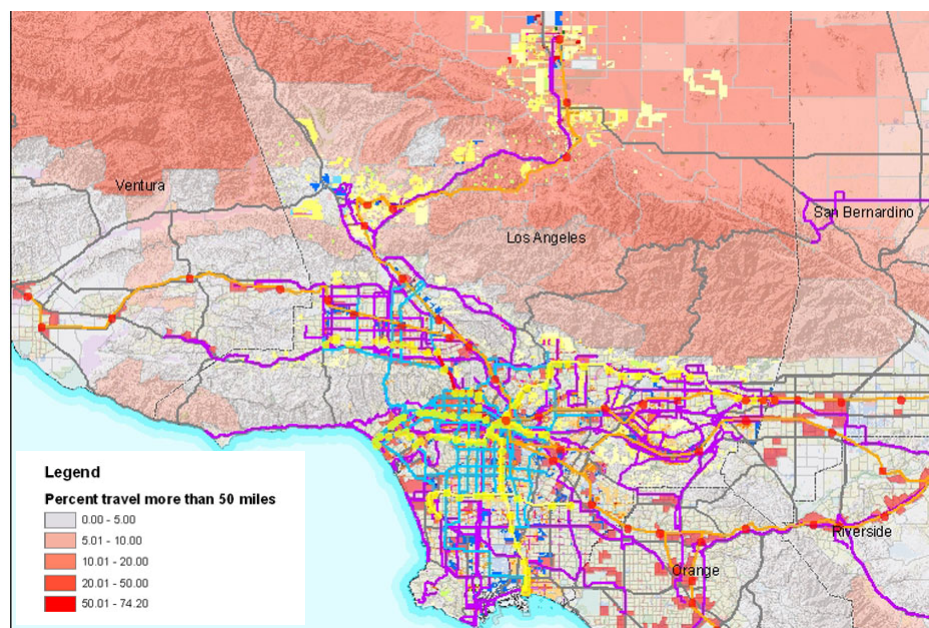 Ventura
San Bernardino
Los Angeles
Riverside
Orange
Legend
Percent travel more than 50 miles
0.00 - 5.00
5.01 - 10.00
10.01 - 20.00
20.01 - 50.00
50.01 - 74.20